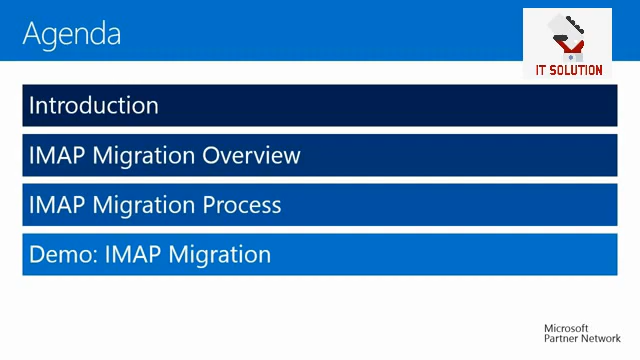 Agenda
IT SOLUTION
Introduction
IMAP Migration Overview
IMAP Migration Process
Demo: IMAP Migration
Microsoft
Partner Network